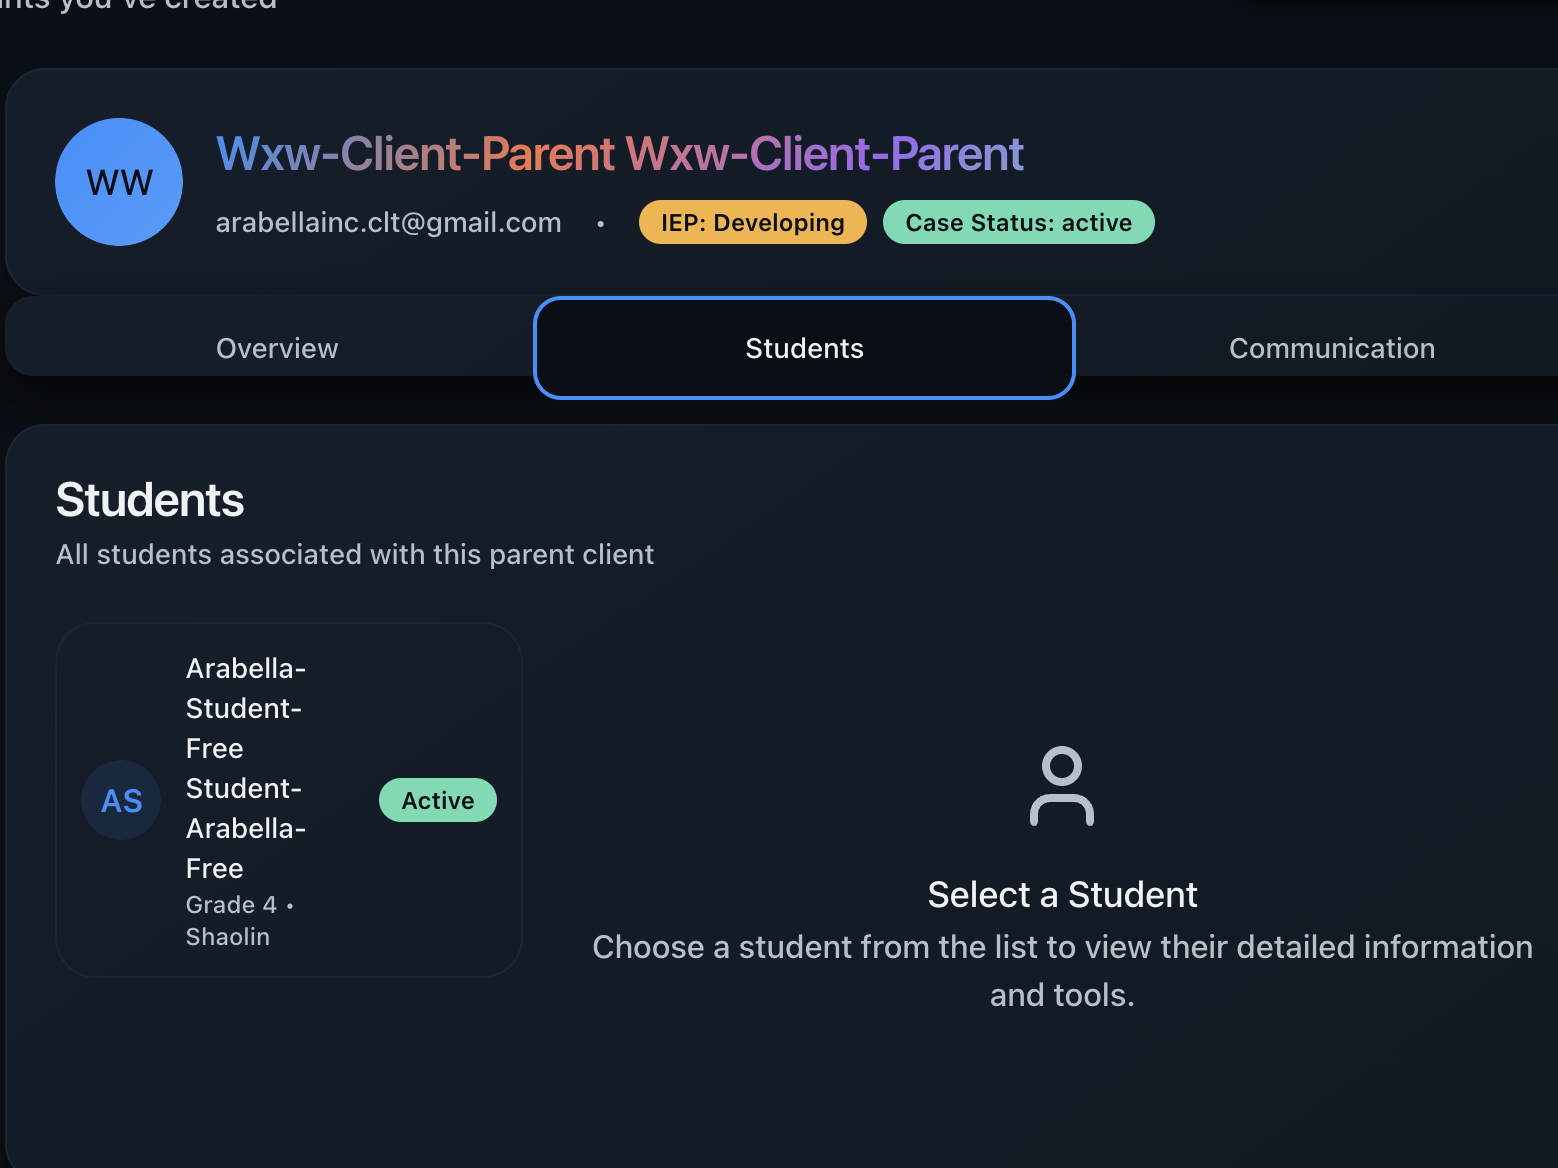 nts you've created
WW
Wxw-Client-Parent Wxw-Client-Parent
arabellainc.clt@gmail.com • IEP: Developing Case Status: active
Overview Students Communication
Students
All students associated with this parent client
AS
Arabella-
Student-
Free
Student-
Arabella-
Free
Grade 4 •
Shaolin
Active
Select a Student
Choose a student from the list to view their detailed information
and tools.